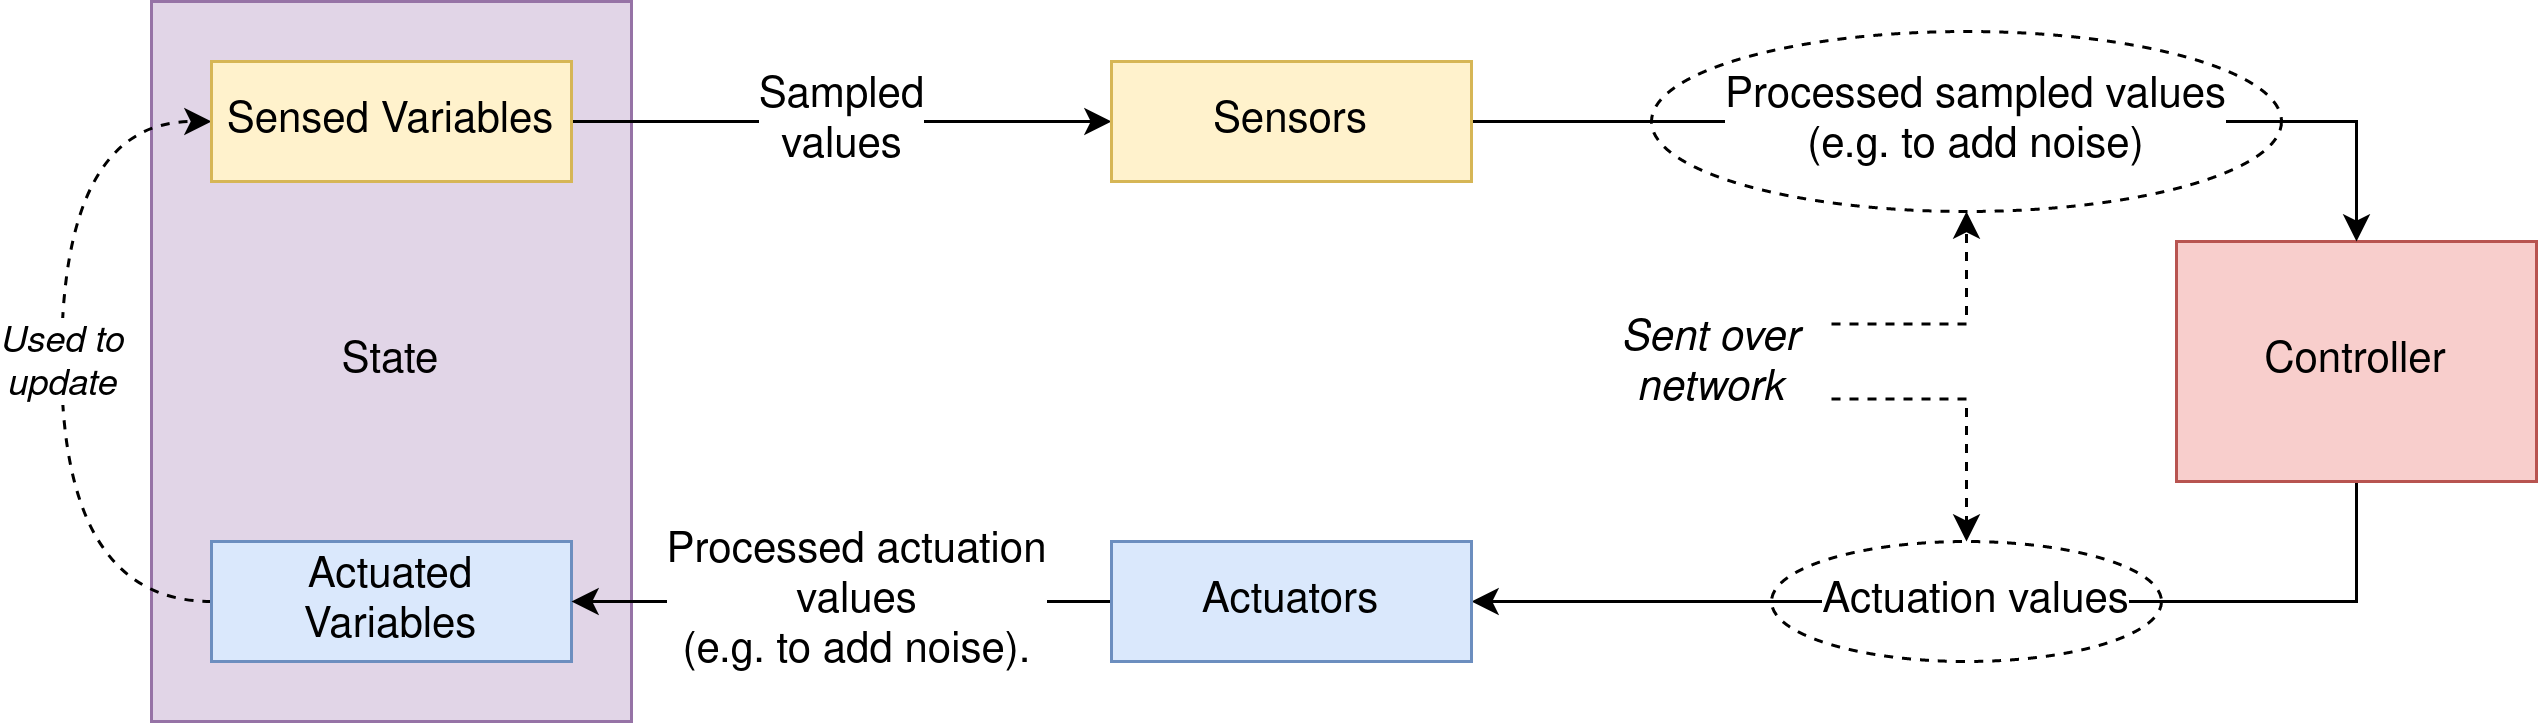 Sensed Variables
Sampled
values
Sensors
Processed sampled values
(e.g. to add noise)
Used to
update
State
Sent over
network
Controller
Actuated
Variables
Processed actuation
values
(e.g. to add noise).
Actuators
Actuation values